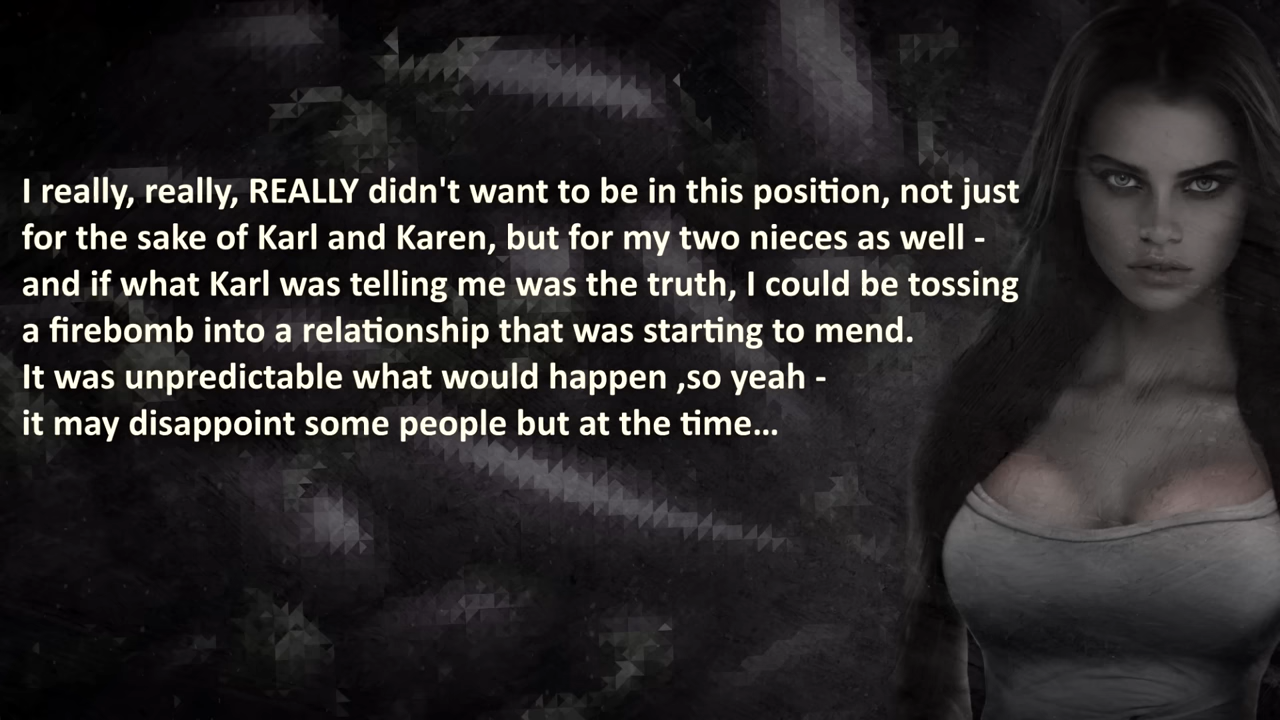 I really, really, REALLY didn't want to be in this position, not just
for the sake of Karl and Karen, but for my two nieces as well -
and if what Karl was telling me was the truth, I could be tossing
a firebomb into a relationship that was starting to mend.
It was unpredictable what would happen ,so yeah -
it may disappoint some people but at the time...